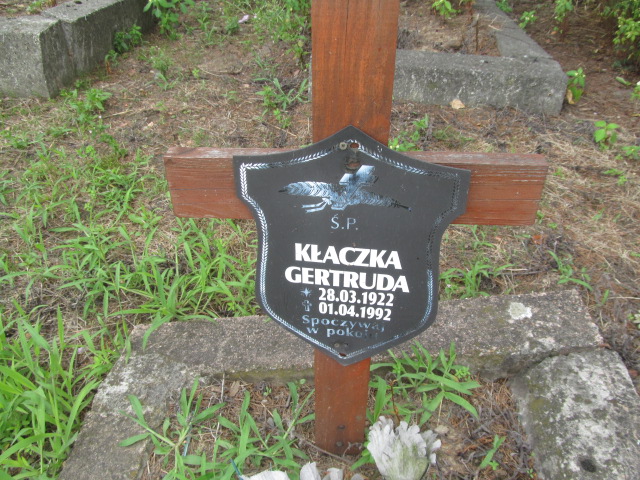 Ś.P.
KŁACZKA
GERTRUDA
* 28.03.1922
✝ 01.04.1992
Spoczywaj
w pokoju